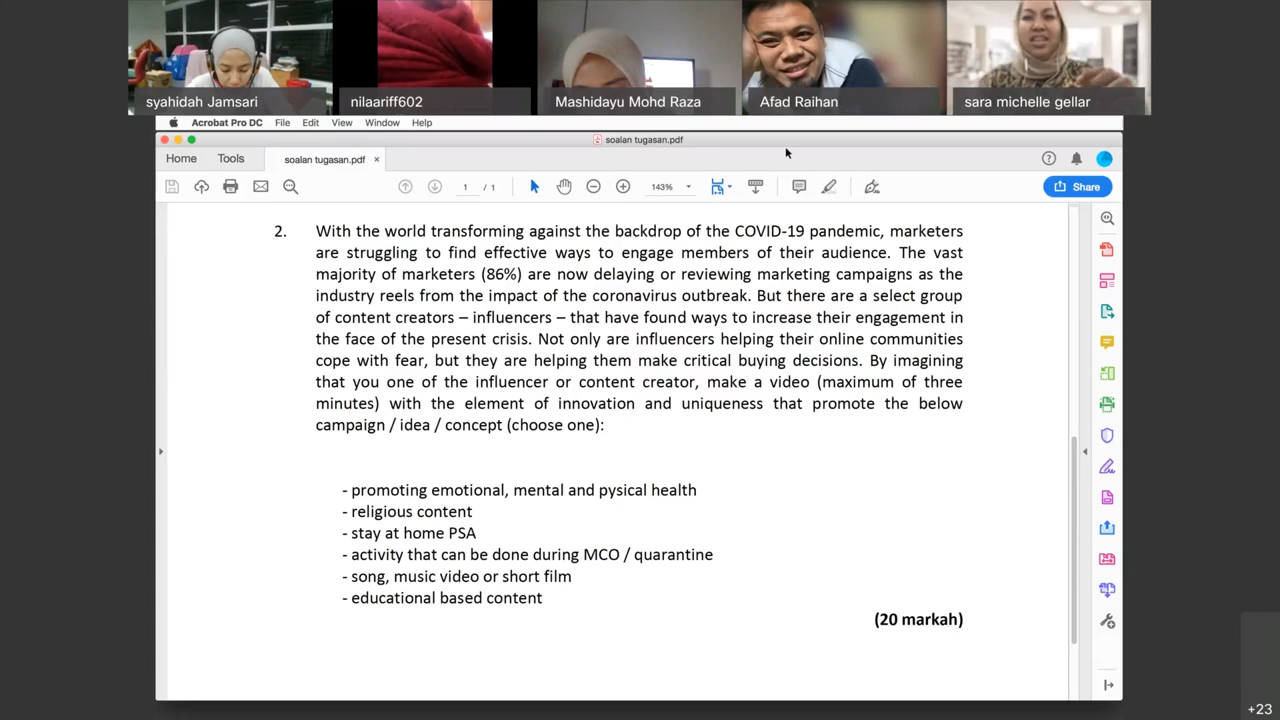 syahidah Jamsari
nilaariff602
Mashidayu Mohd Raza
Afad Raihan
sara michelle gellar
Acrobat Pro DC File Edit View Window Help
soalan tugasan.pdf
Home Tools soalan tugasan.pdf ×
1 / 1 143% Share
2. With the world transforming against the backdrop of the COVID-19 pandemic, marketers
are struggling to find effective ways to engage members of their audience. The vast
majority of marketers (86%) are now delaying or reviewing marketing campaigns as the
industry reels from the impact of the coronavirus outbreak. But there are a select group
of content creators – influencers – that have found ways to increase their engagement in
the face of the present crisis. Not only are influencers helping their online communities
cope with fear, but they are helping them make critical buying decisions. By imagining
that you one of the influencer or content creator, make a video (maximum of three
minutes) with the element of innovation and uniqueness that promote the below
campaign / idea / concept (choose one):
- promoting emotional, mental and pysical health
- religious content
- stay at home PSA
- activity that can be done during MCO / quarantine
- song, music video or short film
- educational based content
(20 markah)
+23